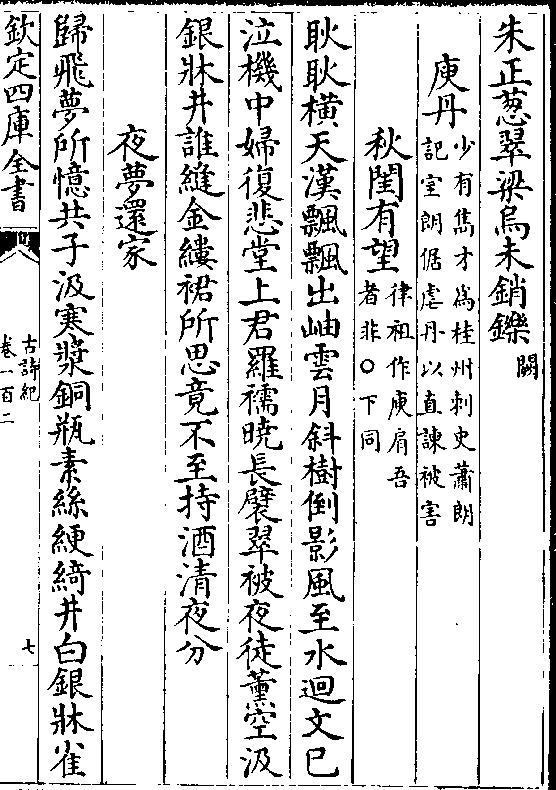 朱正葱翠梁烏未銷鑠闕
庾丹少有雋才為桂州刺史蕭朗
記室朗倨虐丹以直諫被害
秋閨有望律祖作庾肩吾
者非○下同
耿耿橫天漢飄飄出岫雲月斜樹倒影風至水迴文已
泣機中婦復悲堂上君羅襦曉長襞翠被夜徒薰空汲
銀牀井誰縫金縷裙所思竟不至持酒清夜分
夜夢還家
歸飛夢所憶共子汲寒漿銅瓶素絲綆綺井白銀牀雀
欽定四庫全書
古詩紀
卷一百二
七